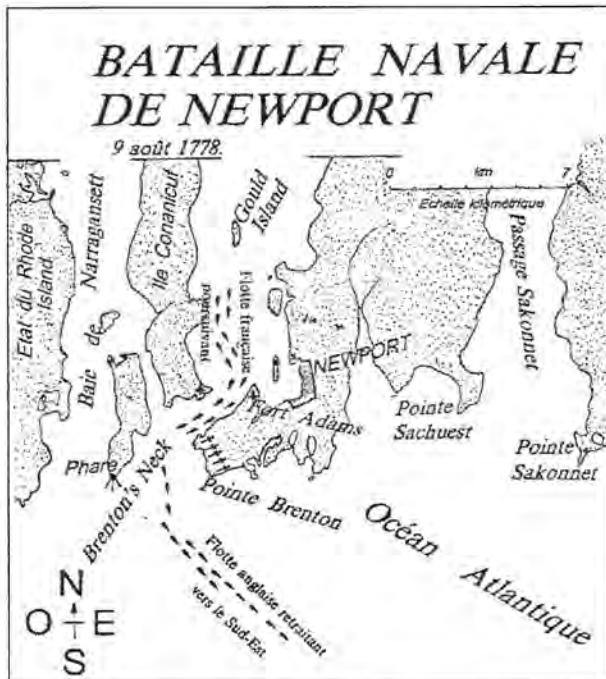 BATAILLE NAVALE
DE NEWPORT
9 août 1778.
0 km 7
Echelle kilométrique
Etat du Rhode
Island
Baie de Narragansett
Ile Conanicut
Gould
Island
Flotte française
poursuivant
Passage Sakonnet
NEWPORT
Fort Adams
Pointe
Sachuest
Pointe
Sakonnet
Phare
Brenton's Neck
Pointe Brenton
Océan Atlantique
Flotte anglaise retraitant
vers le Sud-Est
N
O E
S